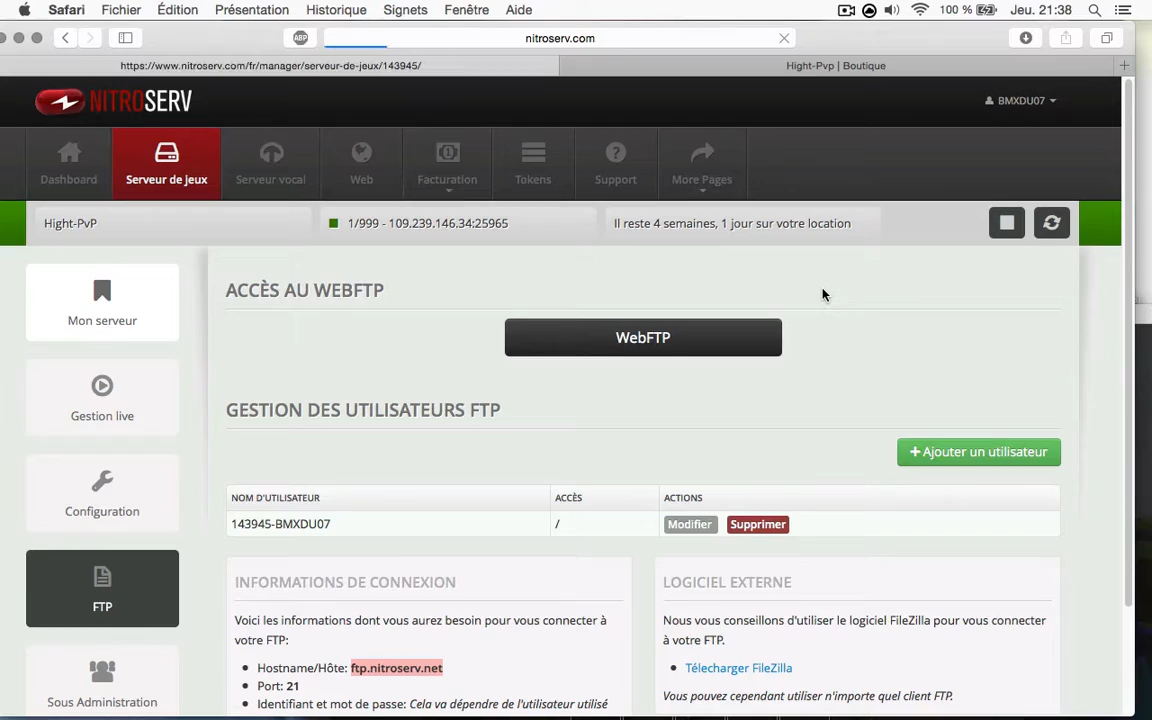 Safari Fichier Édition Présentation Historique Signets Fenêtre Aide 100 % Jeu. 21:38
ABP nitroserv.com
https://www.nitroserv.com/fr/manager/serveur-de-jeux/143945/ Hight-Pvp | Boutique
NITROSERV BMXDU07
Dashboard Serveur de jeux Serveur vocal Web Facturation Tokens Support More Pages
Hight-PvP 1/999 - 109.239.146.34:25965 Il reste 4 semaines, 1 jour sur votre location
Mon serveur
Gestion live
Configuration
FTP
Sous Administration
ACCÈS AU WEBFTP
WebFTP
GESTION DES UTILISATEURS FTP
+ Ajouter un utilisateur
NOM D'UTILISATEUR ACCÈS ACTIONS
143945-BMXDU07 / Modifier Supprimer
INFORMATIONS DE CONNEXION
Voici les informations dont vous aurez besoin pour vous connecter à
votre FTP:
• Hostname/Hôte: ftp.nitroserv.net
• Port: 21
• Identifiant et mot de passe: Cela va dépendre de l'utilisateur utilisé
LOGICIEL EXTERNE
Nous vous conseillons d'utiliser le logiciel FileZilla pour vous connecter
à votre FTP.
• Télecharger FileZilla
Vous pouvez cependant utiliser n'importe quel client FTP.